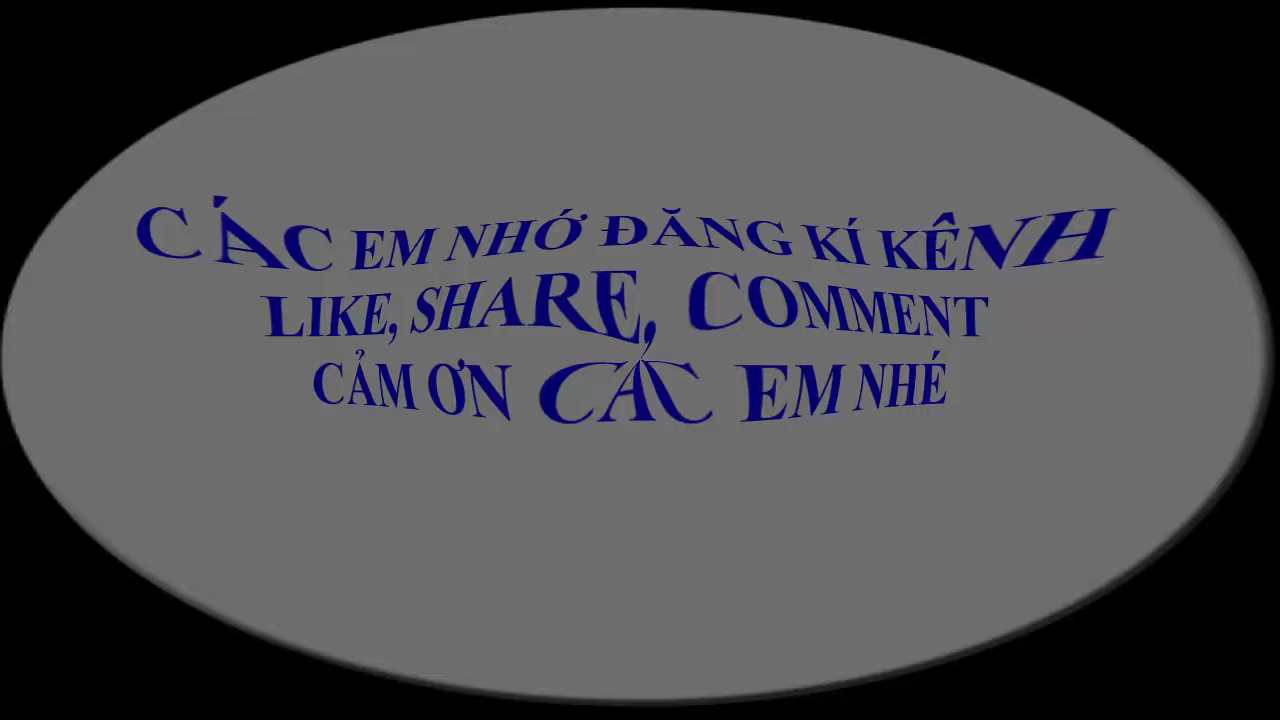 CÁC EM NHỚ ĐĂNG KÍ KÊNH
LIKE, SHARE, COMMENT
CẢM ƠN CÁC EM NHÉ